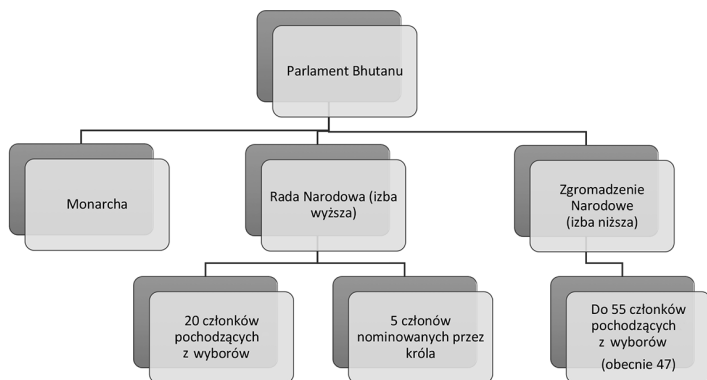 Parlament Bhutanu
Monarcha
Rada Narodowa (izba
wyższa)
Zgromadzenie
Narodowe
(izba niższa)
20 członków
pochodzących
z wyborów
5 członów
nominowanych przez
króla
Do 55 członków
pochodzących
z wyborów
(obecnie 47)